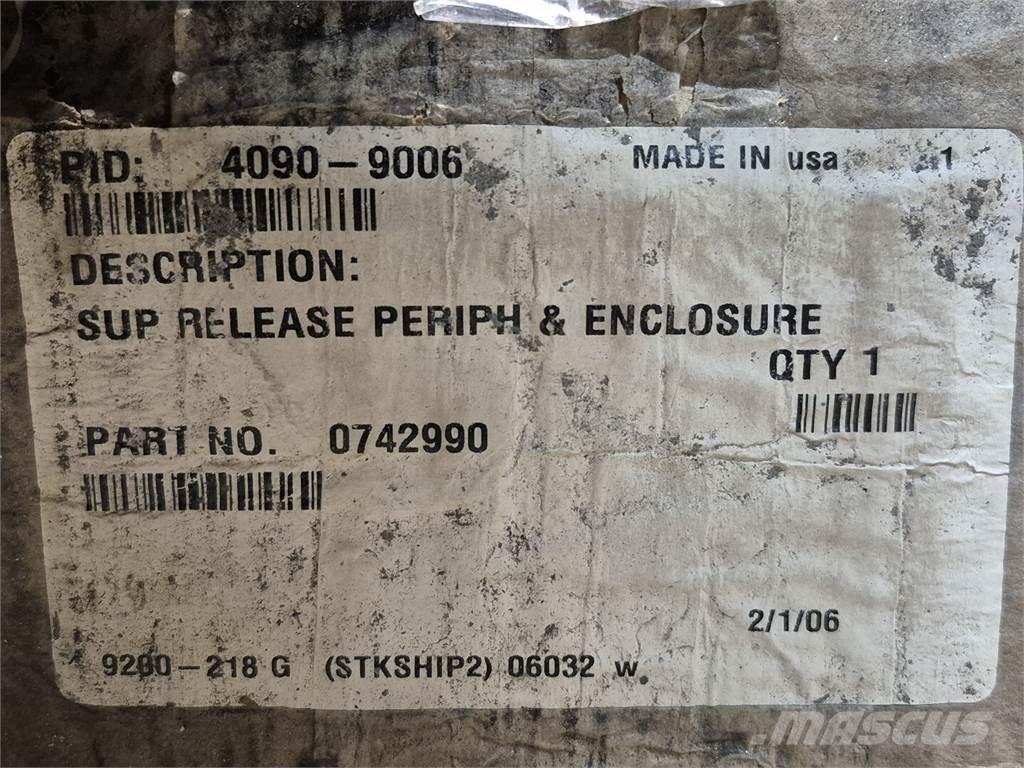 PID: 4090-9006 MADE IN usa
DESCRIPTION:
SUP RELEASE PERIPH & ENCLOSURE
QTY 1
PART NO. 0742990
2/1/06
9200-218 G (STKSHIP2) 06032 w
MASCUS